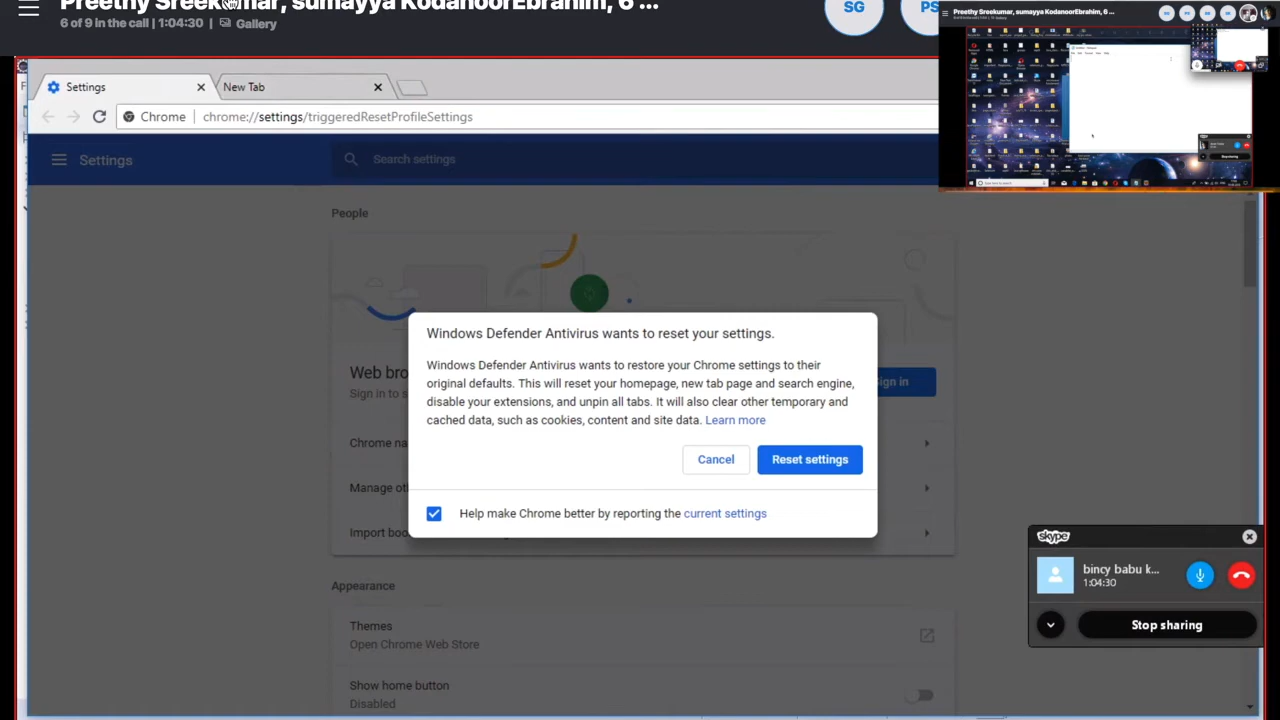 Preethy Sreekumar, sumayya KodanoorEbrahim, 6 ...
6 of 9 in the call | 1:04:30 | Gallery
SG
PS
Preethy Sreekumar, sumayya KodanoorEbrahim, 6 ...
Settings
New Tab
Chrome
chrome://settings/triggeredResetProfileSettings
Settings
Search settings
People
Windows Defender Antivirus wants to reset your settings.
Windows Defender Antivirus wants to restore your Chrome settings to their
original defaults. This will reset your homepage, new tab page and search engine,
disable your extensions, and unpin all tabs. It will also clear other temporary and
cached data, such as cookies, content and site data. Learn more
Cancel
Reset settings
Help make Chrome better by reporting the current settings
Web bro
Sign in to s
gn in
Chrome na
Manage ot
Import boo
Appearance
Themes
Open Chrome Web Store
Show home button
Disabled
skype
bincy babu k...
1:04:30
Stop sharing